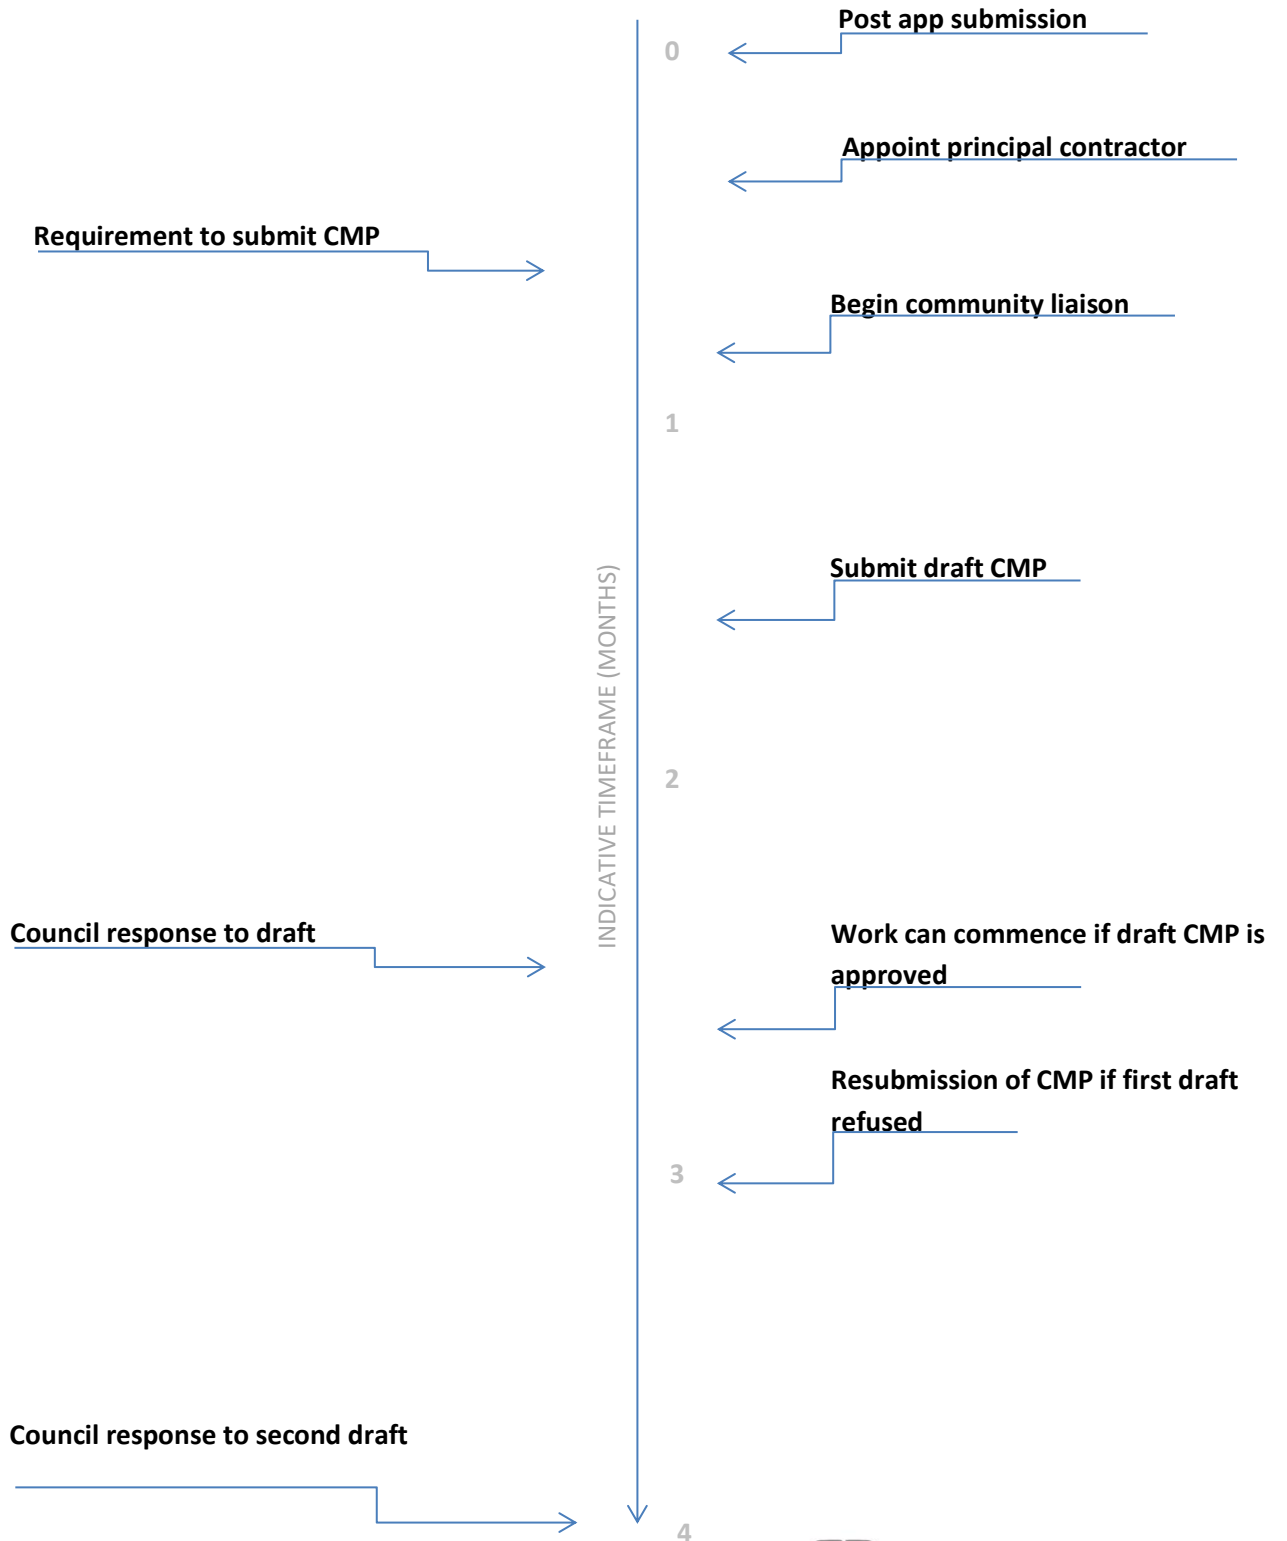 Post app submission
0
Appoint principal contractor
Requirement to submit CMP
Begin community liaison
1
Submit draft CMP
INDICATIVE TIMEFRAME (MONTHS)
2
Council response to draft
Work can commence if draft CMP is
approved
Resubmission of CMP if first draft
refused
3
Council response to second draft
4